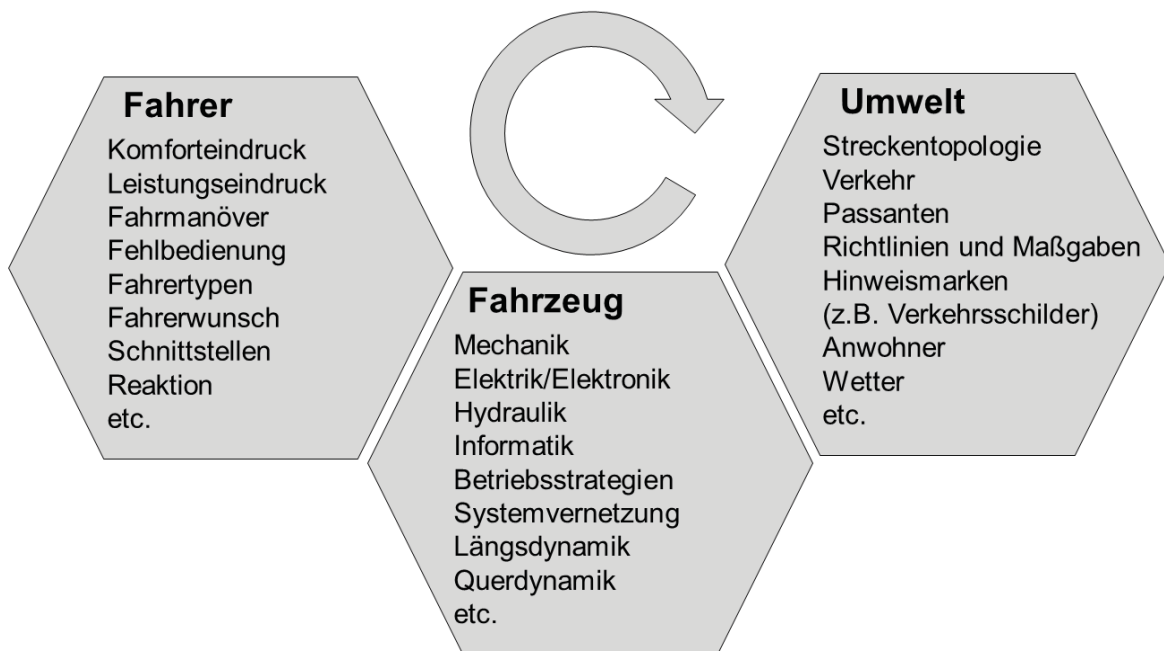 Fahrer
Komforteindruck
Leistungseindruck
Fahrmanöver
Fehlbedienung
Fahrertypen
Fahrerwunsch
Schnittstellen
Reaktion
etc.
Fahrzeug
Mechanik
Elektrik/Elektronik
Hydraulik
Informatik
Betriebsstrategien
Systemvernetzung
Längsdynamik
Querdynamik
etc.
Umwelt
Streckentopologie
Verkehr
Passanten
Richtlinien und Maßgaben
Hinweismarken
(z.B. Verkehrsschilder)
Anwohner
Wetter
etc.